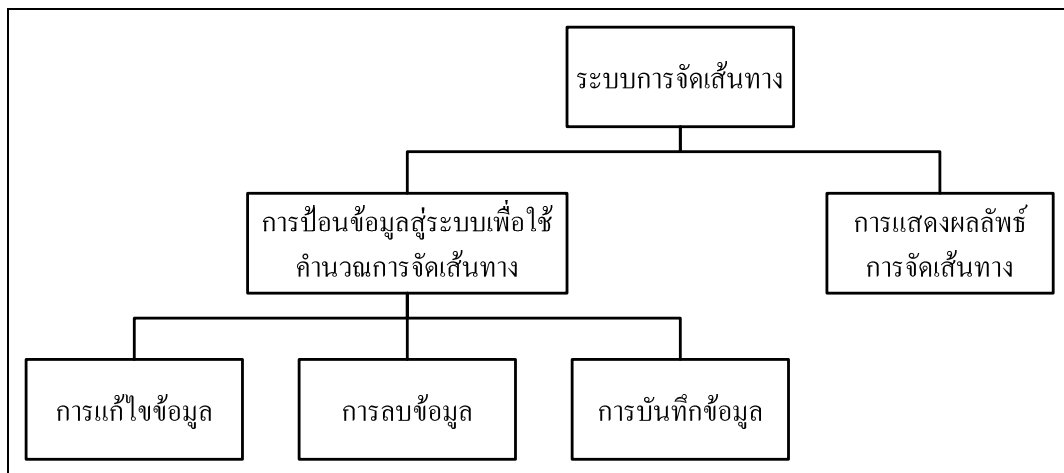 ระบบการจัดเส้นทาง
การป้อนข้อมูลสู่ระบบเพื่อใช้
คำนวณการจัดเส้นทาง
การแสดงผลลัพธ์
การจัดเส้นทาง
การแก้ไขข้อมูล
การลบข้อมูล
การบันทึกข้อมูล